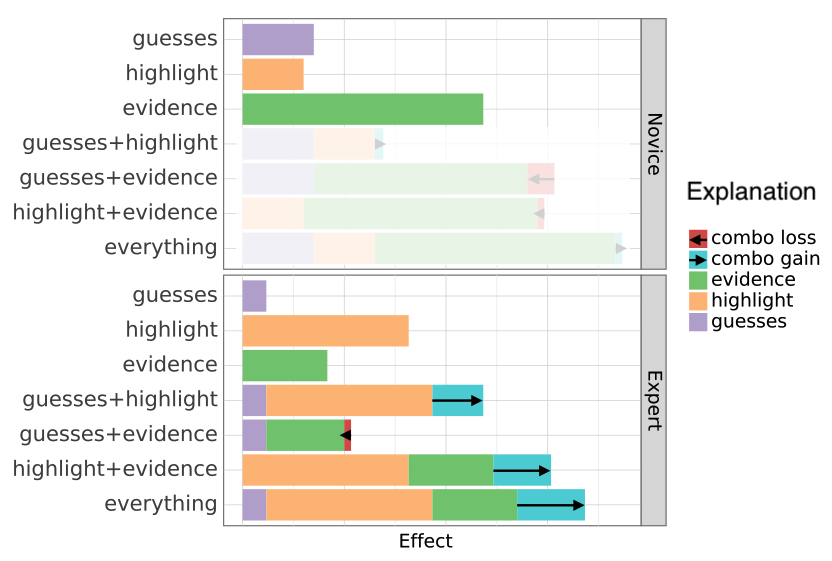 guesses
highlight
evidence
guesses+highlight
guesses+evidence
highlight+evidence
everything
Novice
guesses
highlight
evidence
guesses+highlight
guesses+evidence
highlight+evidence
everything
Expert
Effect
Explanation
combo loss
combo gain
evidence
highlight
guesses